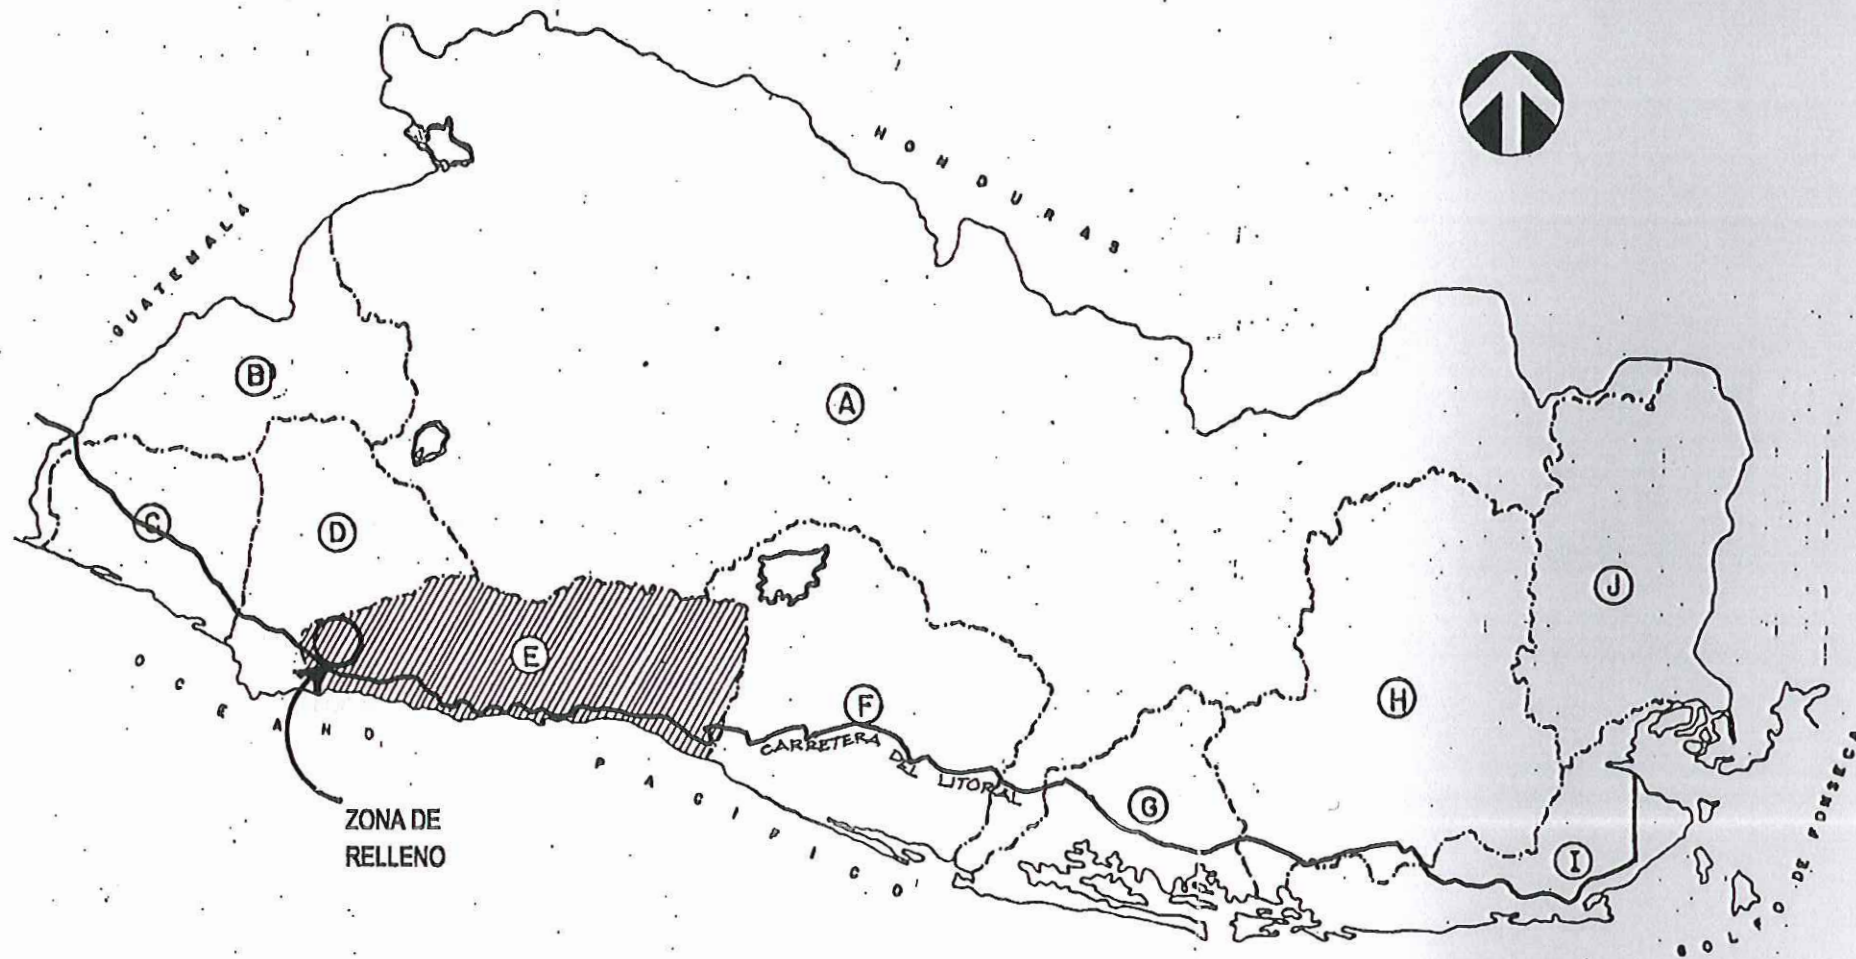 HONDURAS
GUATEMALA
B
A
C
D
J
E
H
F
OCEANO
PACIFICO
CARRETERA
DEL LITORAL
G
ZONA DE
RELLENO
I
GOLFO DE FONSECA